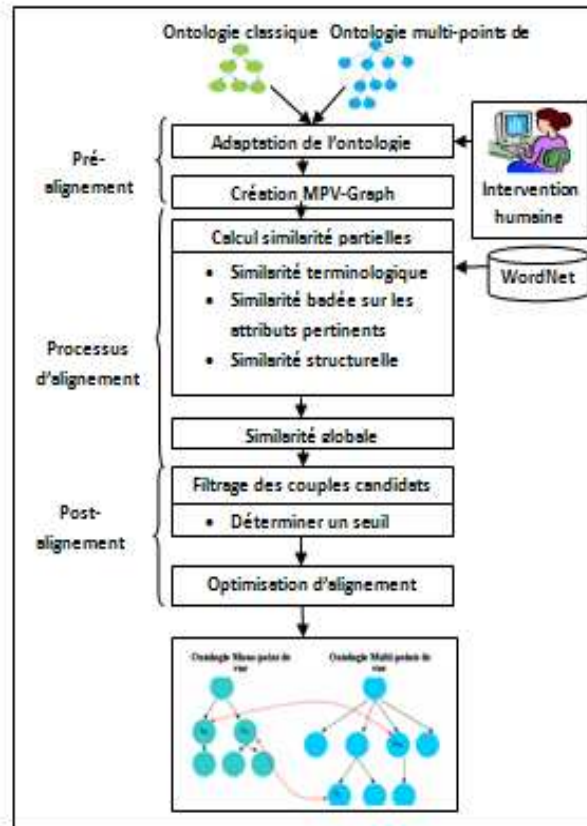 Ontologie classique Ontologie multi-points de
Adaptation de l'ontologie
Pré-
alignement
Création MPV-Graph
Intervention
humaine
Calcul similarité partielles
• Similarité terminologique
• Similarité badée sur les
attributs pertinents
• Similarité structurelle
WordNet
Processus
d'alignement
Similarité globale
Filtrage des couples candidats
• Déterminer un seuil
Post-
alignement
Optimisation d'alignement
Ontologie Mono point de
vue
Ontologie Multi points de
vue